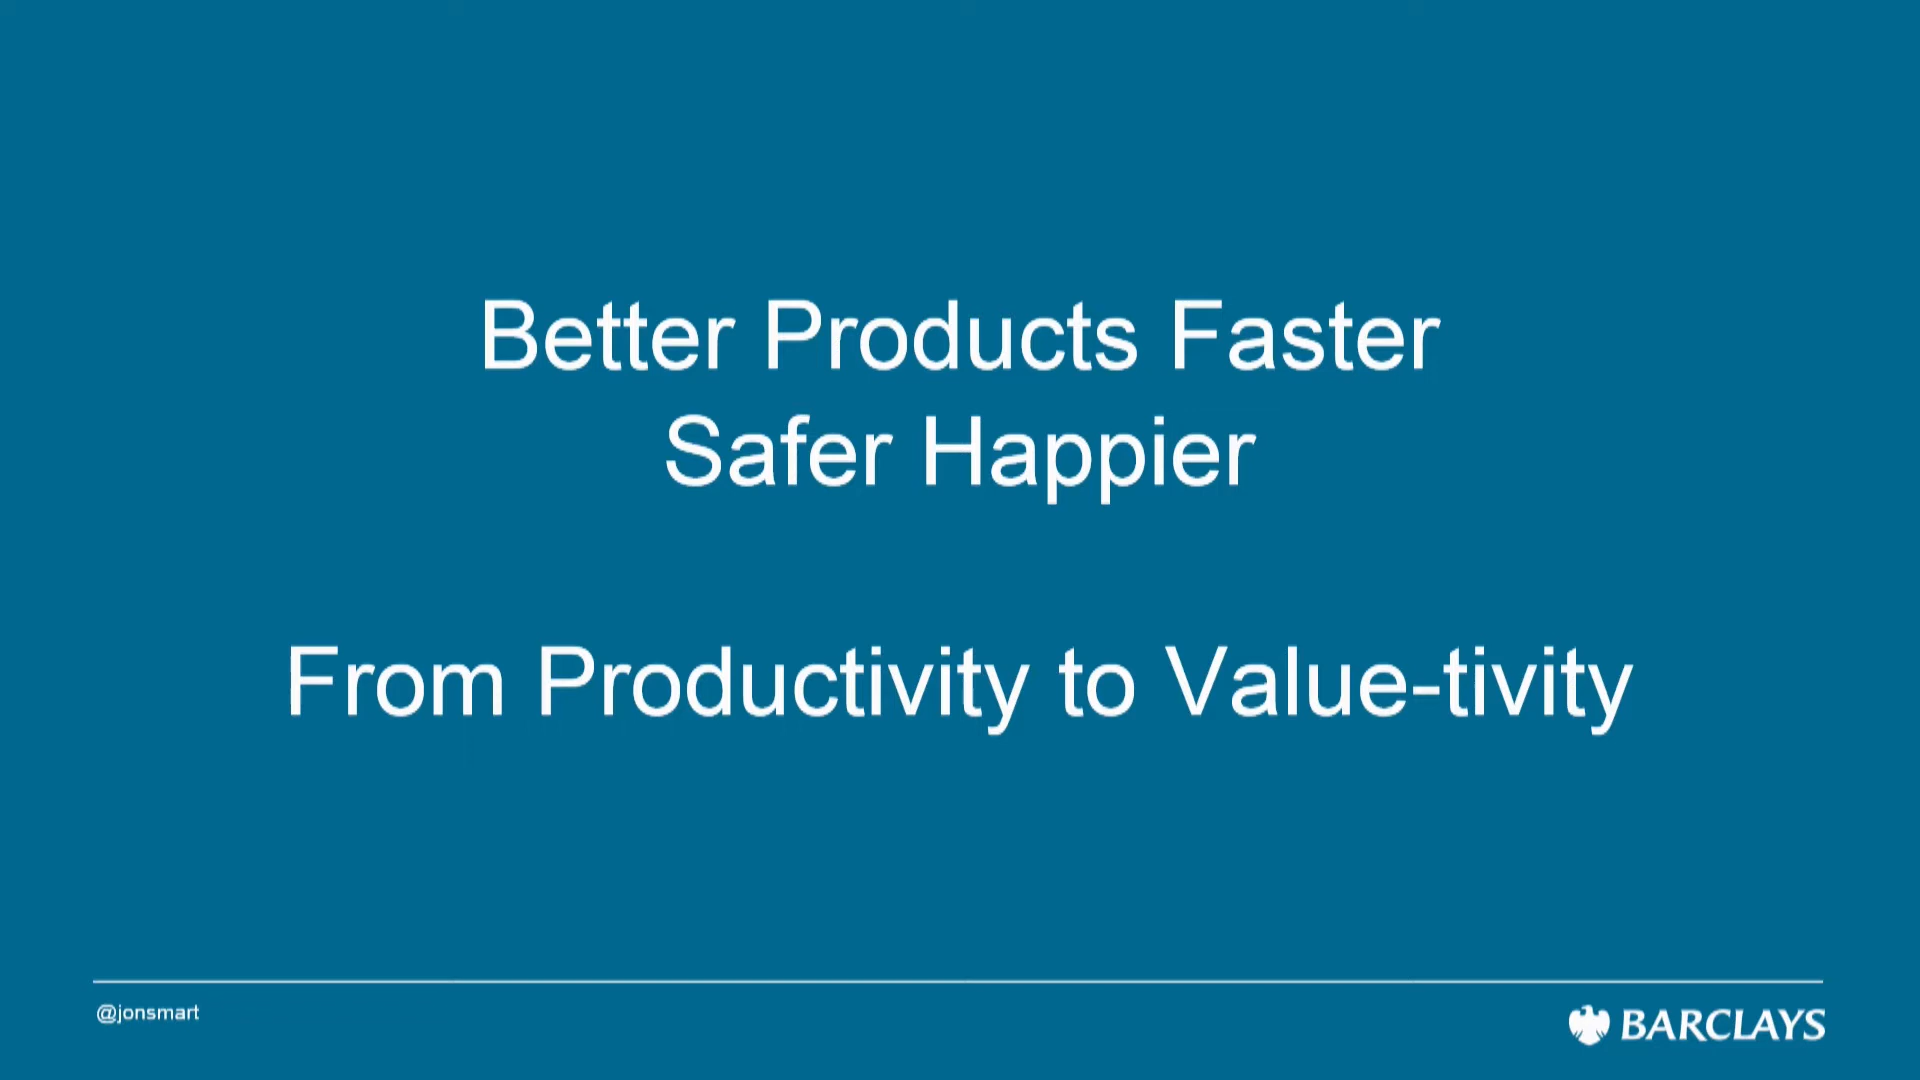 Better Products Faster
Safer Happier
From Productivity to Value-tivity
@jonsmart
BARCLAYS